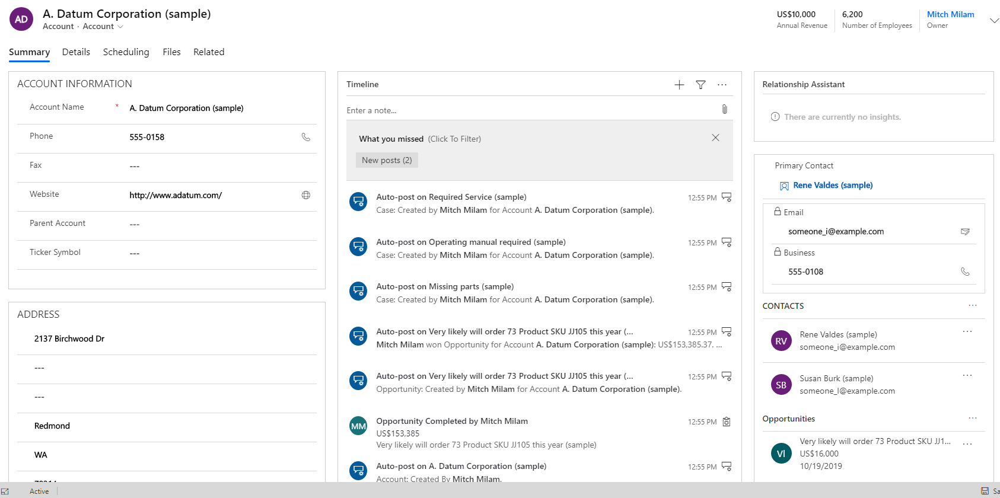 AD
A. Datum Corporation (sample)
Account · Account
US$10,000
Annual Revenue
6,200
Number of Employees
Mitch Milam
Owner
Summary Details Scheduling Files Related
ACCOUNT INFORMATION
Account Name * A. Datum Corporation (sample)
Phone 555-0158
Fax ---
Website http://www.adatum.com/
Parent Account ---
Ticker Symbol ---
ADDRESS
2137 Birchwood Dr
---
---
Redmond
WA
Timeline
Enter a note...
What you missed (Click To Filter)
New posts (2)
Auto-post on Required Service (sample) 12:55 PM
Case: Created by Mitch Milam for Account A. Datum Corporation (sample).
Auto-post on Operating manual required (sample) 12:55 PM
Case: Created by Mitch Milam for Account A. Datum Corporation (sample).
Auto-post on Missing parts (sample) 12:55 PM
Case: Created by Mitch Milam for Account A. Datum Corporation (sample).
Auto-post on Very likely will order 73 Product SKU JJ105 this year (... 12:55 PM
Mitch Milam won Opportunity for Account A. Datum Corporation (sample): US$153,385.37. ...
Auto-post on Very likely will order 73 Product SKU JJ105 this year (... 12:55 PM
Opportunity: Created by Mitch Milam for Account A. Datum Corporation (sample).
MM
Opportunity Completed by Mitch Milam 12:55 PM
US$153,385
Very likely will order 73 Product SKU JJ105 this year (sample)
Auto-post on A. Datum Corporation (sample) 12:55 PM
Account: Created By Mitch Milam.
Relationship Assistant
There are currently no insights.
Primary Contact
Rene Valdes (sample)
Email
someone_i@example.com
Business
555-0108
CONTACTS
RV
Rene Valdes (sample)
someone_i@example.com
SB
Susan Burk (sample)
someone_l@example.com
Opportunities
Vl
Very likely will order 73 Product SKU JJ1...
US$16,000
10/19/2019
Active
Sa